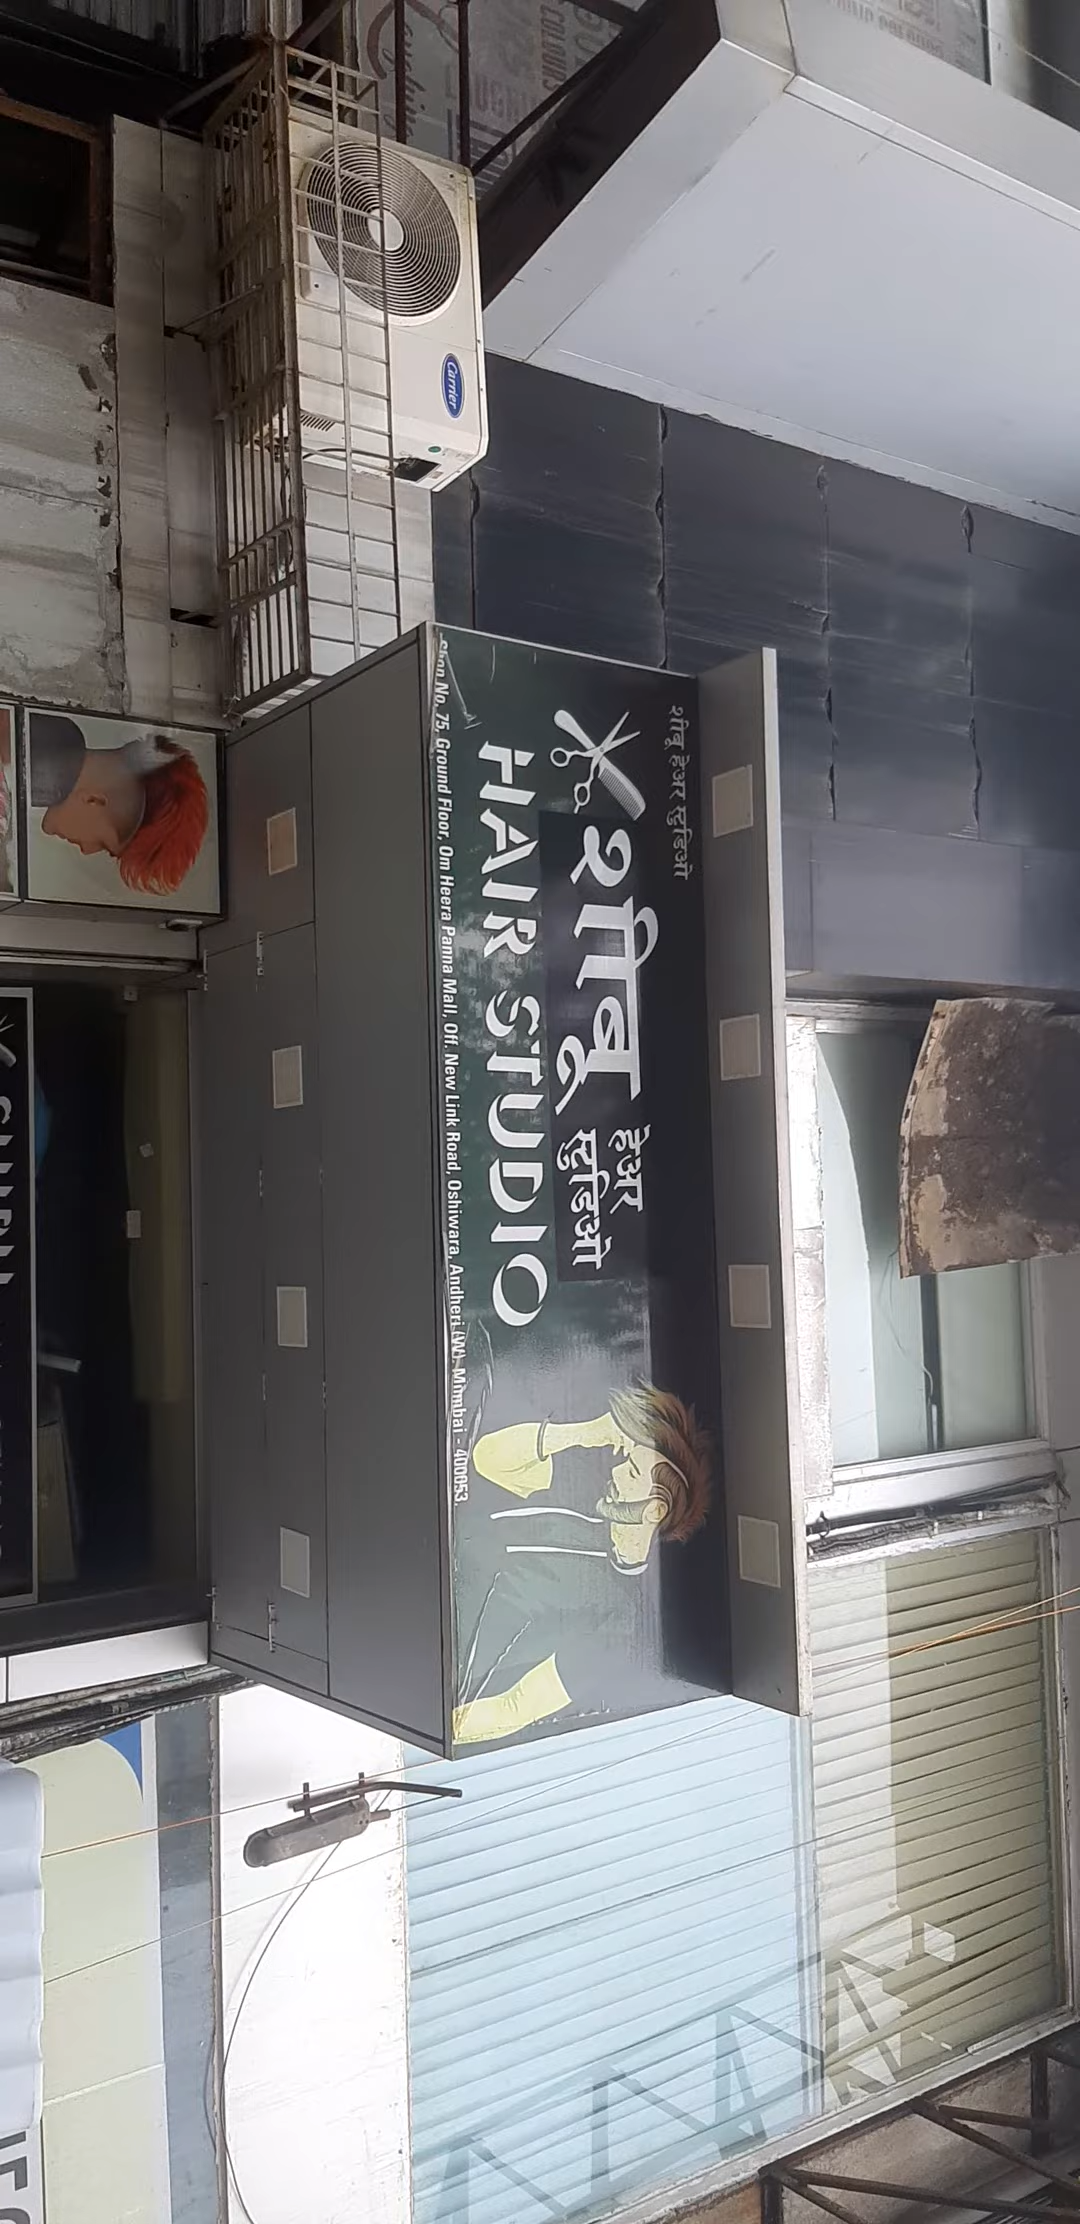 शीबू हेअर स्टुडिओ
शीबू हेअर स्टुडिओ
HAIR STUDIO
Shop No. 75, Ground Floor, Om Heera Panna Mall, Off. New Link Road, Oshiwara, Andheri (W), Mumbai - 400053.
Carrier